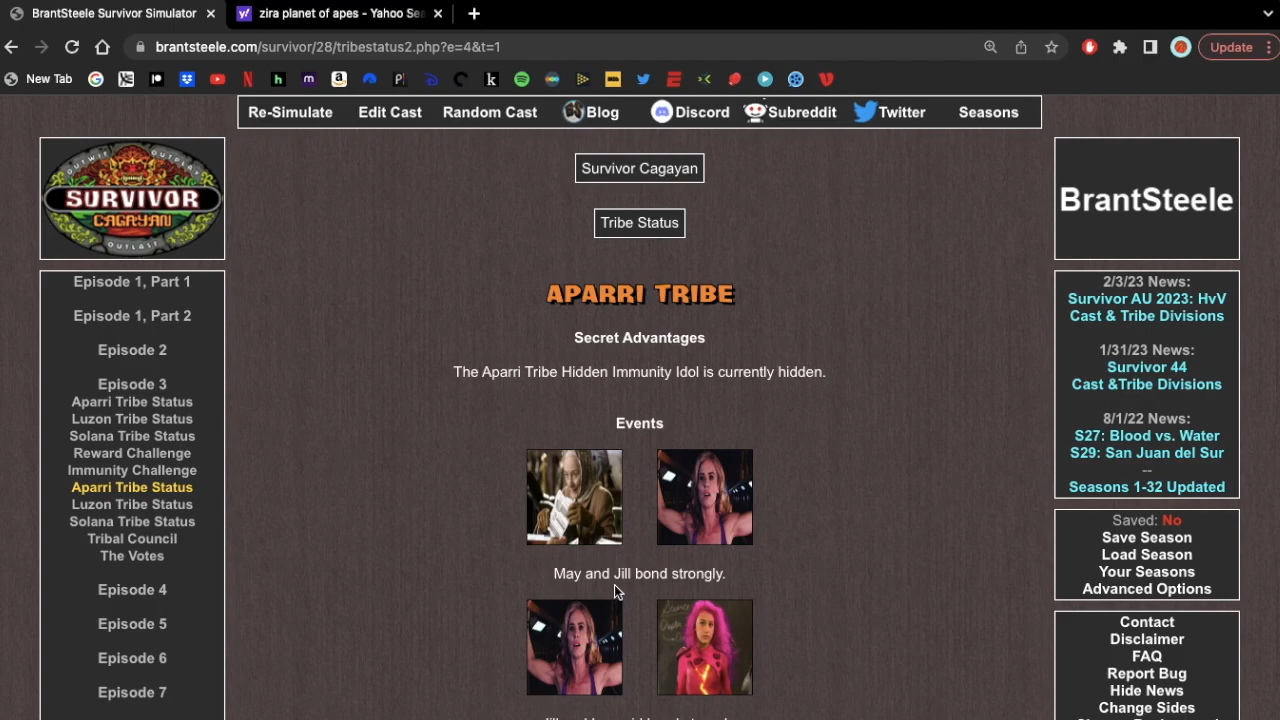 BrantSteele Survivor Simulator
zira planet of apes - Yahoo Sea
brantsteele.com/survivor/28/tribestatus2.php?e=4&t=1
Update
New Tab
Re-Simulate Edit Cast Random Cast Blog Discord Subreddit Twitter Seasons
OUTWIT OUTPLAY
SURVIVOR
CAGAYAN
OUTLAST
Episode 1, Part 1
Episode 1, Part 2
Episode 2
Episode 3
Aparri Tribe Status
Luzon Tribe Status
Solana Tribe Status
Reward Challenge
Immunity Challenge
Aparri Tribe Status
Luzon Tribe Status
Solana Tribe Status
Tribal Council
The Votes
Episode 4
Episode 5
Episode 6
Episode 7
Survivor Cagayan
Tribe Status
APARRI TRIBE
Secret Advantages
The Aparri Tribe Hidden Immunity Idol is currently hidden.
Events
May and Jill bond strongly.
BrantSteele
2/3/23 News:
Survivor AU 2023: HvV
Cast & Tribe Divisions
1/31/23 News:
Survivor 44
Cast &Tribe Divisions
8/1/22 News:
S27: Blood vs. Water
S29: San Juan del Sur
--
Seasons 1-32 Updated
Saved: No
Save Season
Load Season
Your Seasons
Advanced Options
Contact
Disclaimer
FAQ
Report Bug
Hide News
Change Sides